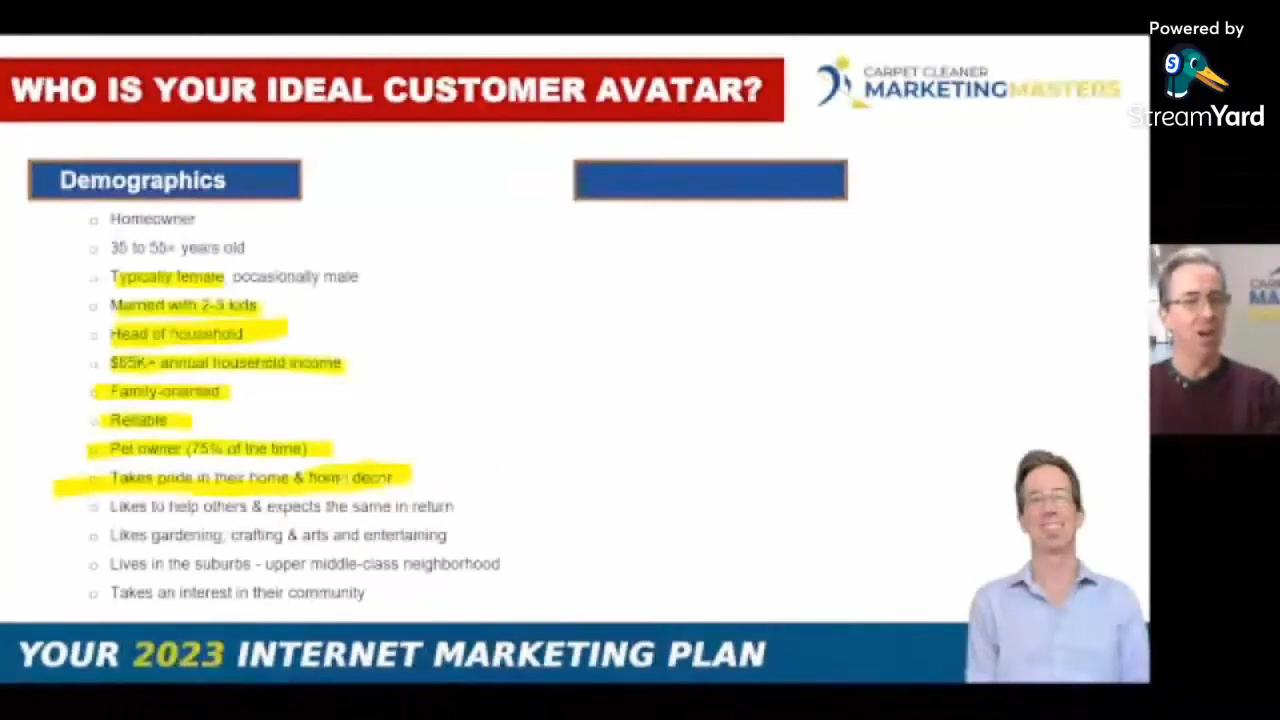 Powered by
StreamYard
WHO IS YOUR IDEAL CUSTOMER AVATAR?
CARPET CLEANER
MARKETINGMASTERS
Demographics
Homeowner
35 to 55+ years old
Typically female occasionally male
Married with 2-3 kids
Head of household
$65K+ annual household income
Family-oriented
Reliable
Pet owner (75% of the time)
Takes pride in their home & home decor
Likes to help others & expects the same in return
Likes gardening, crafting & arts and entertaining
Lives in the suburbs - upper middle-class neighborhood
Takes an interest in their community
YOUR 2023 INTERNET MARKETING PLAN